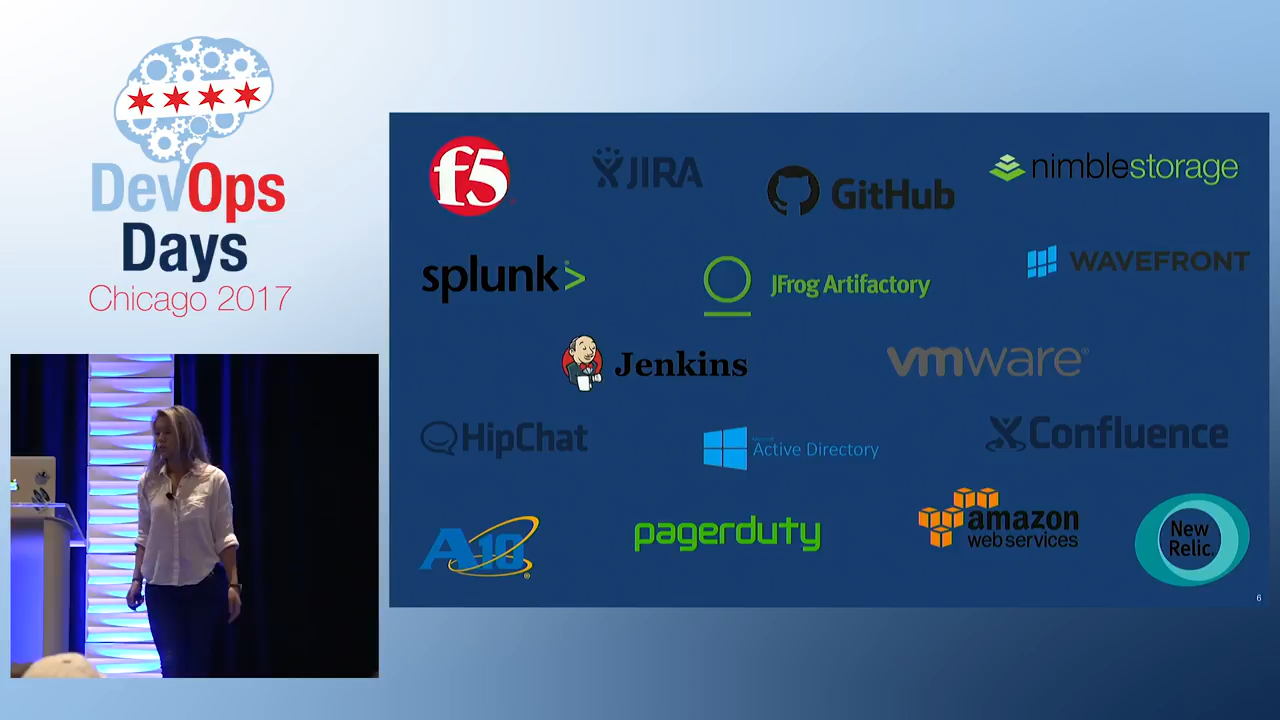 DevOps
Days
Chicago 2017
f5
JIRA
GitHub
nimblestorage
splunk>
JFrog Artifactory
WAVEFRONT
Jenkins
vmware®
HipChat
Active Directory
Confluence
A10®
pagerduty
amazon
web services
New
Relic.
6